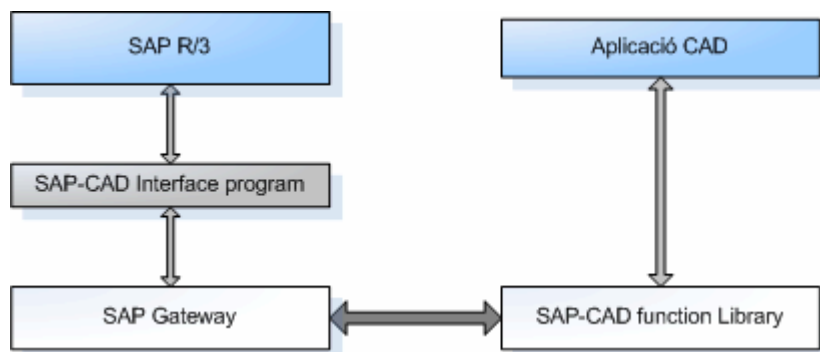 SAP R/3
Aplicació CAD
SAP-CAD Interface program
SAP Gateway
SAP-CAD function Library